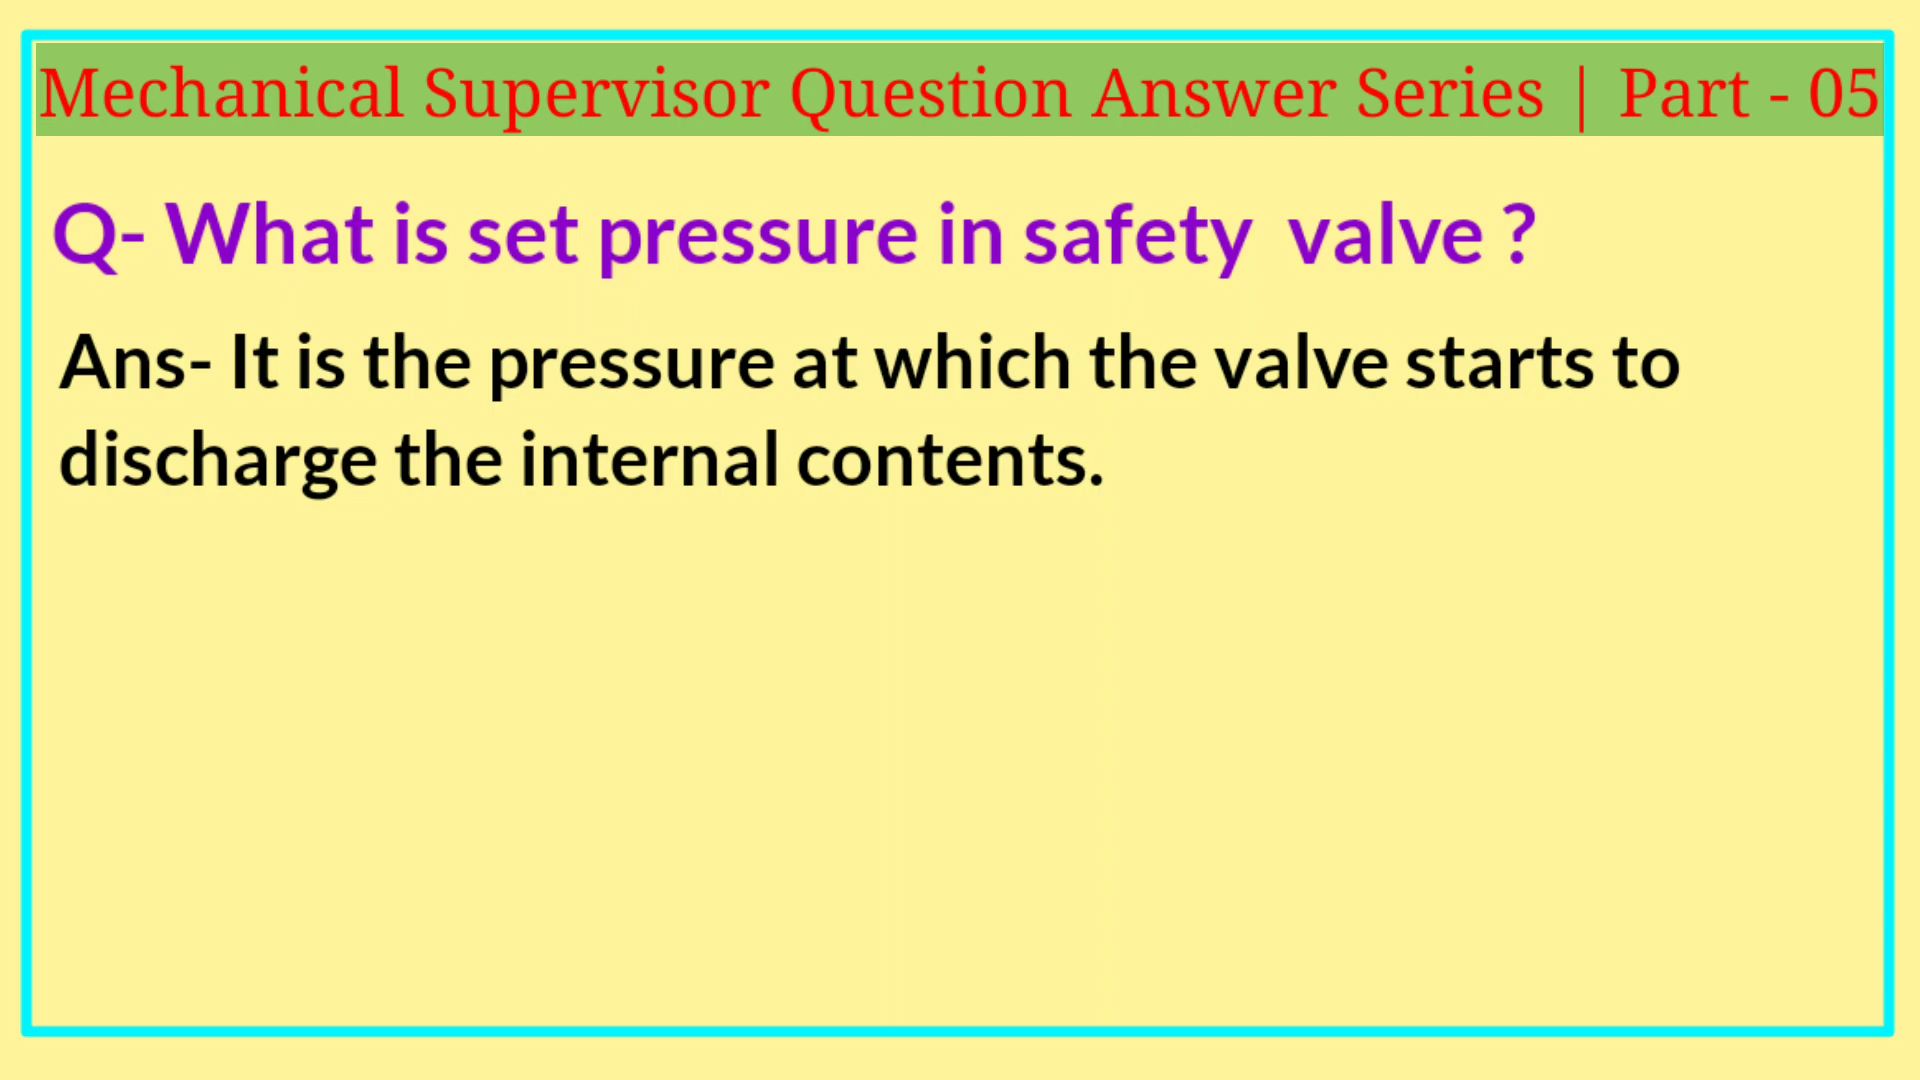 Mechanical Supervisor Question Answer Series | Part - 05
Q- What is set pressure in safety  valve ?
Ans- It is the pressure at which the valve starts to
discharge the internal contents.